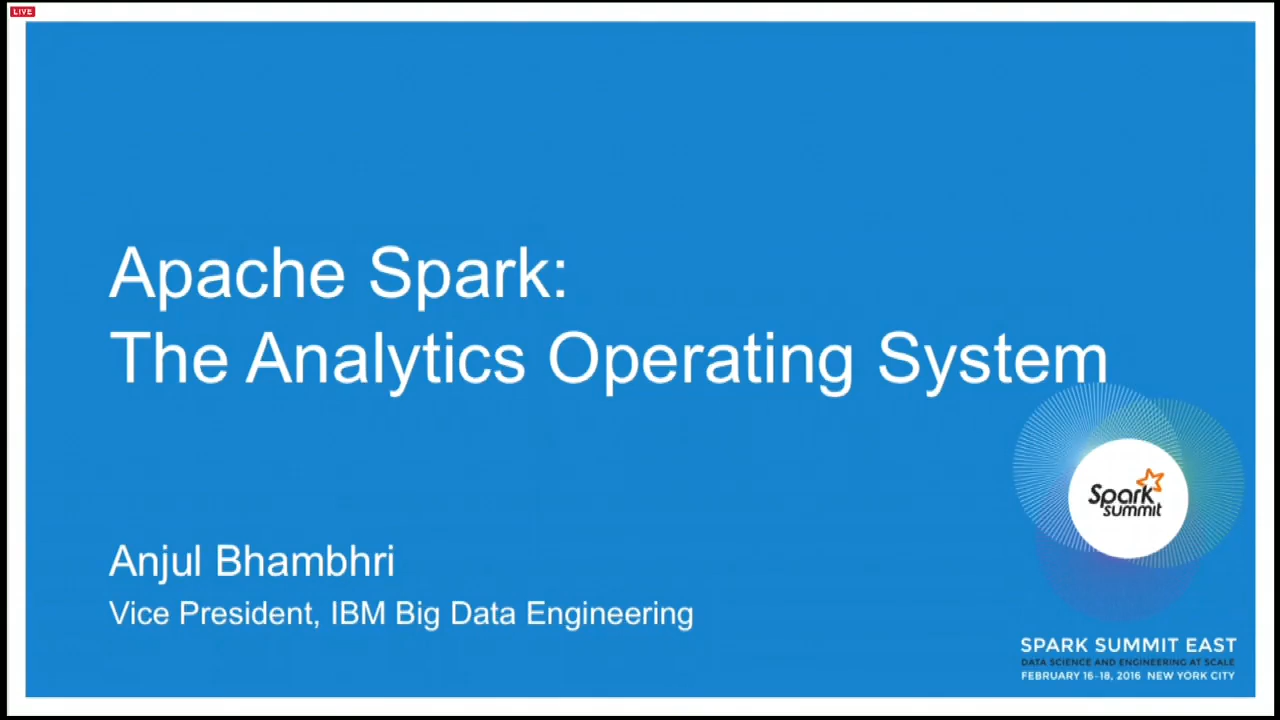 LIVE
Apache Spark:
The Analytics Operating System
Spark
summit
Anjul Bhambhri
Vice President, IBM Big Data Engineering
SPARK SUMMIT EAST
DATA SCIENCE AND ENGINEERING AT SCALE
FEBRUARY 16-18, 2016 NEW YORK CITY